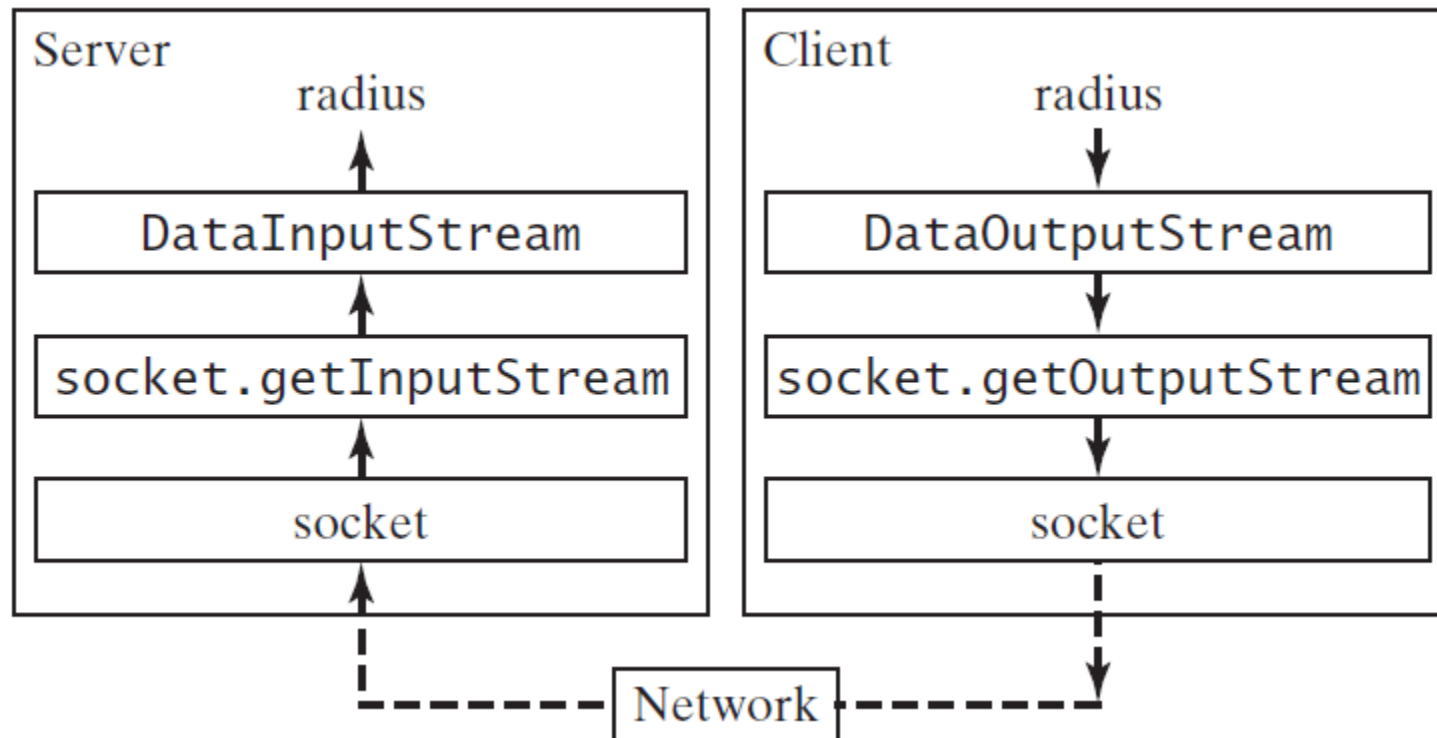 Server
radius
DataInputStream
socket.getInputStream
socket
Client
radius
DataOutputStream
socket.getOutputStream
socket
Network